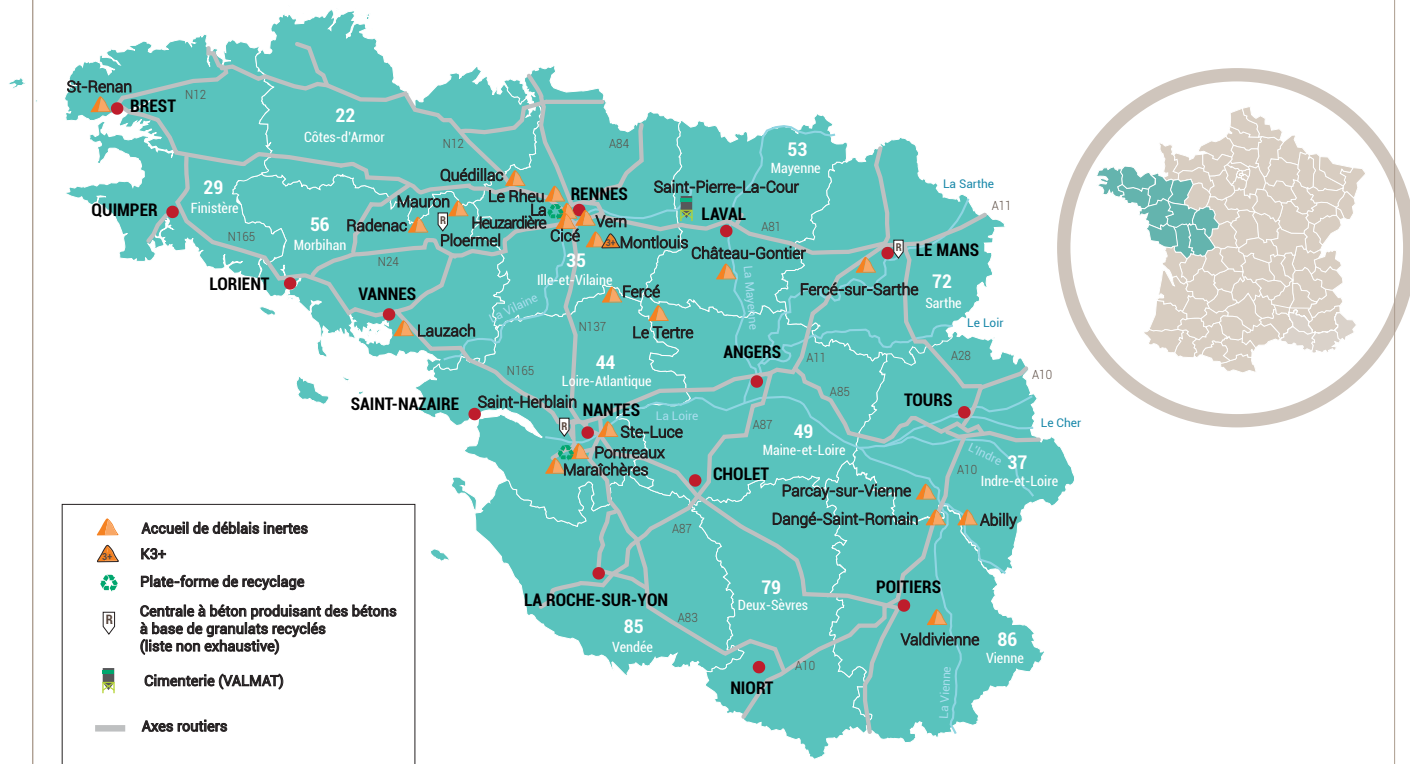 St-Renan
BREST
N12
22
Côtes-d'Armor
N12
A84
53
Mayenne
La Sarthe
29
Finistère
QUIMPER
Quédillac
Le Rheu
RENNES
Saint-Pierre-La-Cour
Mauron
La
Heuzardière
Vern
LAVAL
A81
A11
56
Morbihan
Radenac
R
Ploermel
Cicé
3+
Montlouis
R
LE MANS
N165
N24
35
Ille-et-Vilaine
Château-Gontier
Fercé-sur-Sarthe
72
Sarthe
LORIENT
VANNES
La Vilaine
Fercé
La Mayenne
Lauzach
N137
Le Tertre
Le Loir
ANGERS
A11
A28
N165
44
Loire-Atlantique
A85
A10
SAINT-NAZAIRE
Saint-Herblain
NANTES
La Loire
TOURS
R
Ste-Luce
A87
49
Maine-et-Loire
Le Cher
Pontreaux
Maraîchères
L'Indre
37
Indre-et-Loire
CHOLET
A10
Parcay-sur-Vienne
Dangé-Saint-Romain
Abilly
A87
79
Deux-Sèvres
POITIERS
LA ROCHE-SUR-YON
85
Vendée
A83
Valdivienne
86
Vienne
A10
NIORT
La Vienne
Accueil de déblais inertes
3+
K3+
Plate-forme de recyclage
R
Centrale à béton produisant des bétons
à base de granulats recyclés
(liste non exhaustive)
Cimenterie (VALMAT)
Axes routiers